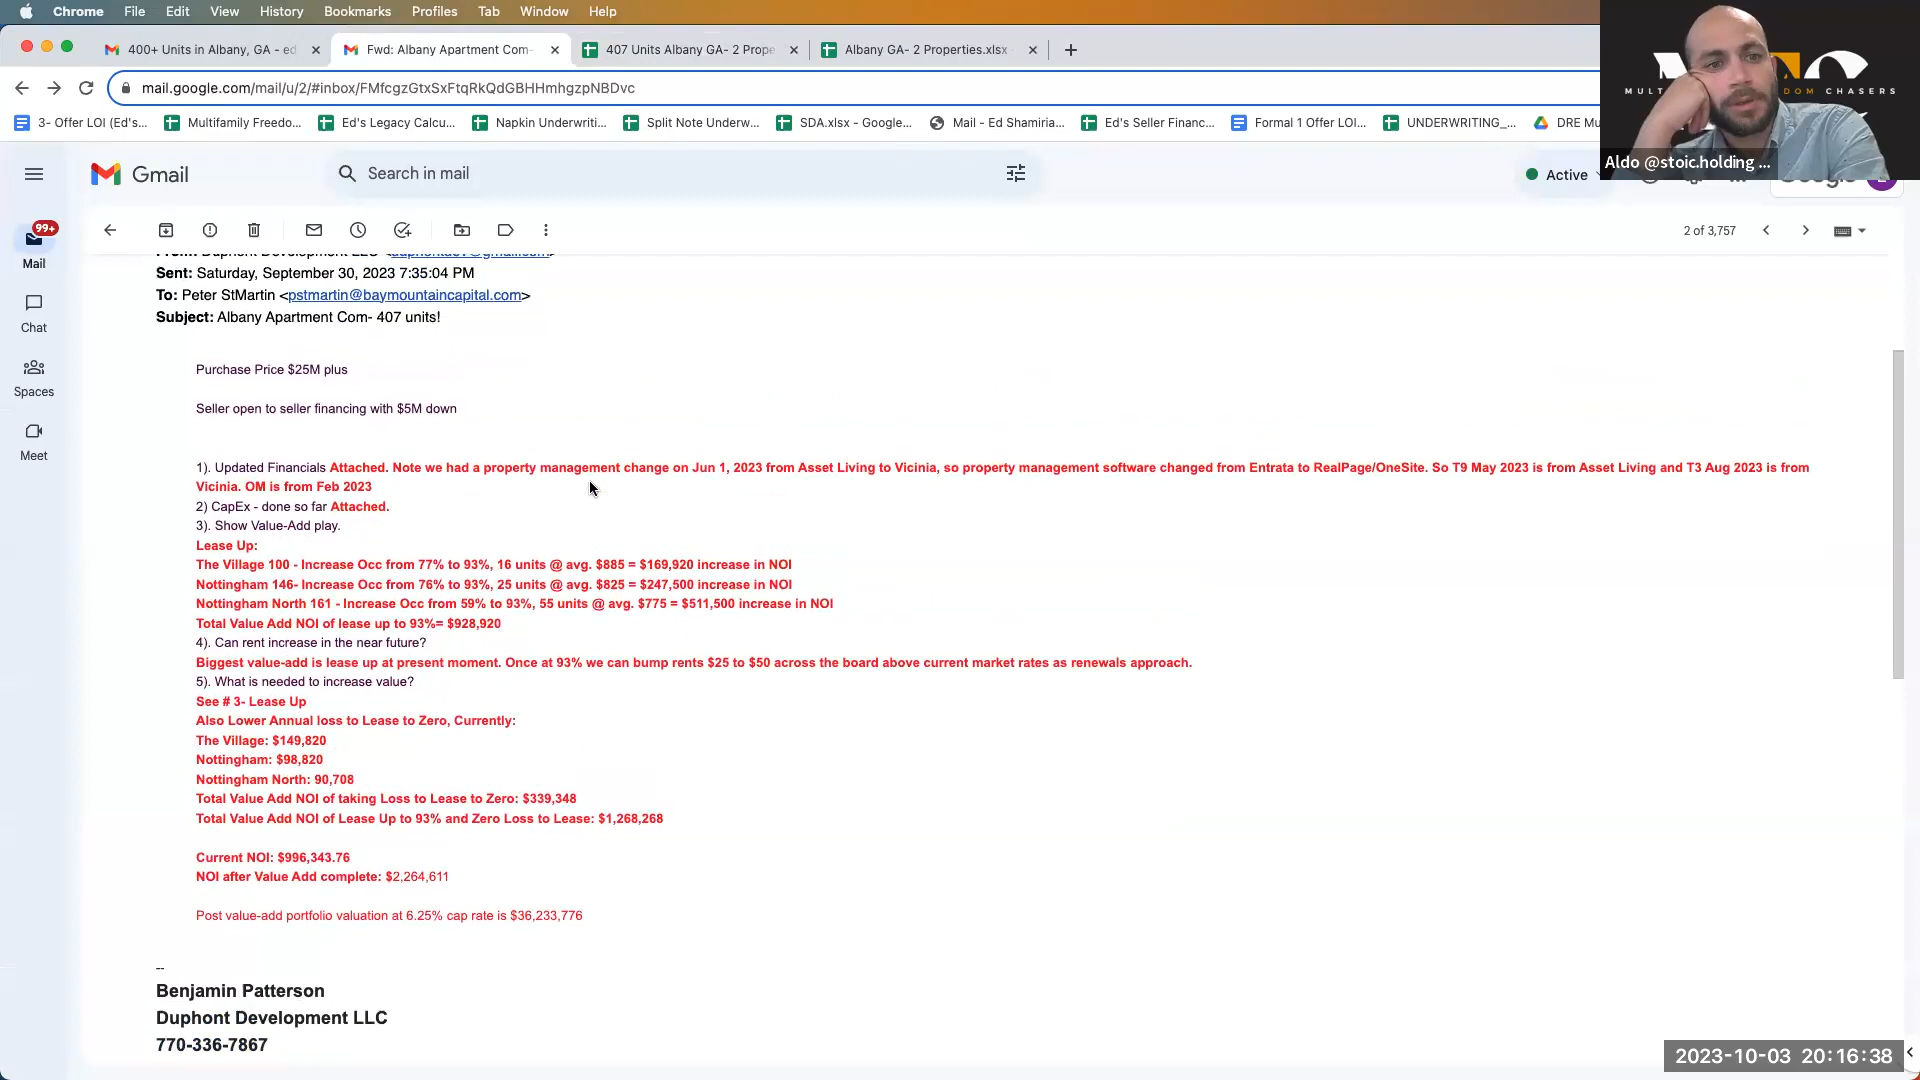 Chrome File Edit View History Bookmarks Profiles Tab Window Help
400+ Units in Albany, GA - ed
Fwd: Albany Apartment Com-
407 Units Albany GA- 2 Prope
Albany GA- 2 Properties.xlsx
mail.google.com/mail/u/2/#inbox/FMfcgzGtxSxFtqRkQdGBHHmhgzpNBDvc
3- Offer LOI (Ed's... Multifamily Freedo... Ed's Legacy Calcu... Napkin Underwriti... Split Note Underw... SDA.xlsx - Google... Mail - Ed Shamiria... Ed's Seller Financ... Formal 1 Offer LOI... UNDERWRITING_... DRE Mu
MULT DOM CHASERS
Aldo @stoic.holding ...
Gmail
Search in mail
Active
99+
Mail
Chat
Spaces
Meet
2 of 3,757
Sent: Saturday, September 30, 2023 7:35:04 PM
To: Peter StMartin <pstmartin@baymountaincapital.com>
Subject: Albany Apartment Com- 407 units!
Purchase Price $25M plus
Seller open to seller financing with $5M down
1). Updated Financials Attached. Note we had a property management change on Jun 1, 2023 from Asset Living to Vicinia, so property management software changed from Entrata to RealPage/OneSite. So T9 May 2023 is from Asset Living and T3 Aug 2023 is from
Vicinia. OM is from Feb 2023
2) CapEx - done so far Attached.
3). Show Value-Add play.
Lease Up:
The Village 100 - Increase Occ from 77% to 93%, 16 units @ avg. $885 = $169,920 increase in NOI
Nottingham 146- Increase Occ from 76% to 93%, 25 units @ avg. $825 = $247,500 increase in NOI
Nottingham North 161 - Increase Occ from 59% to 93%, 55 units @ avg. $775 = $511,500 increase in NOI
Total Value Add NOI of lease up to 93%= $928,920
4). Can rent increase in the near future?
Biggest value-add is lease up at present moment. Once at 93% we can bump rents $25 to $50 across the board above current market rates as renewals approach.
5). What is needed to increase value?
See # 3- Lease Up
Also Lower Annual loss to Lease to Zero, Currently:
The Village: $149,820
Nottingham: $98,820
Nottingham North: 90,708
Total Value Add NOI of taking Loss to Lease to Zero: $339,348
Total Value Add NOI of Lease Up to 93% and Zero Loss to Lease: $1,268,268
Current NOI: $996,343.76
NOI after Value Add complete: $2,264,611
Post value-add portfolio valuation at 6.25% cap rate is $36,233,776
--
Benjamin Patterson
Duphont Development LLC
770-336-7867
2023-10-03 20:16:38